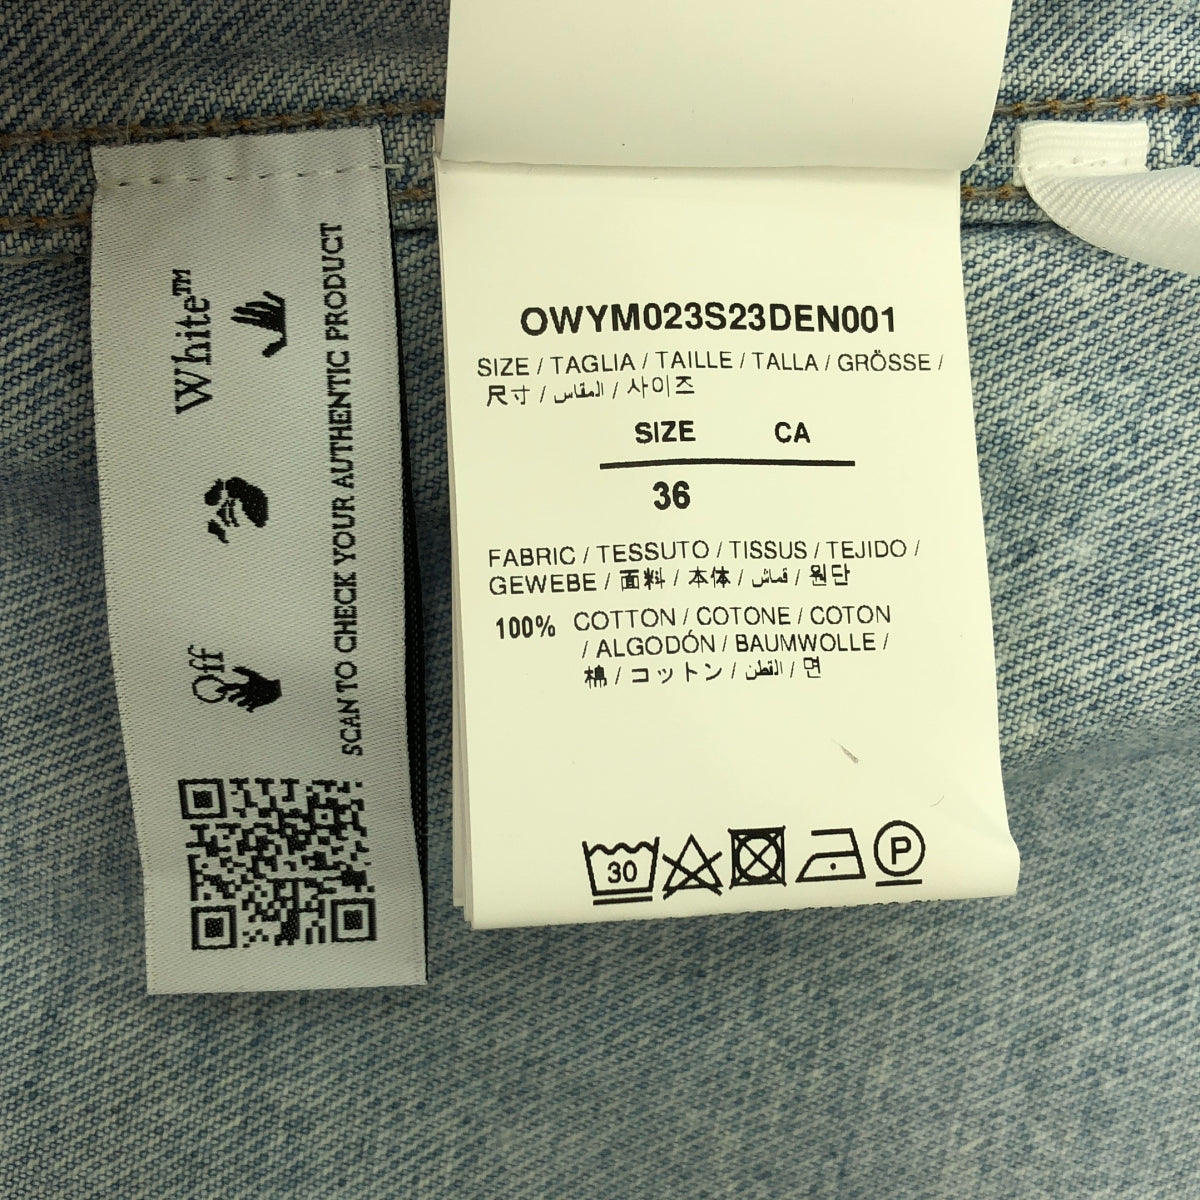 Off White™
SCAN TO CHECK YOUR AUTHENTIC PRODUCT
OWYM023S23DEN001
SIZE / TAGLIA / TAILLE / TALLA / GRÖSSE /
尺寸 / المقاس / 사이즈
SIZE CA
36
FABRIC / TESSUTO / TISSUS / TEJIDO /
GEWEBE / 面料 / 本体 / قماش / 원단
100% COTTON / COTONE / COTON
/ ALGODÓN / BAUMWOLLE /
棉 / コットン / القطن / 면
30 P